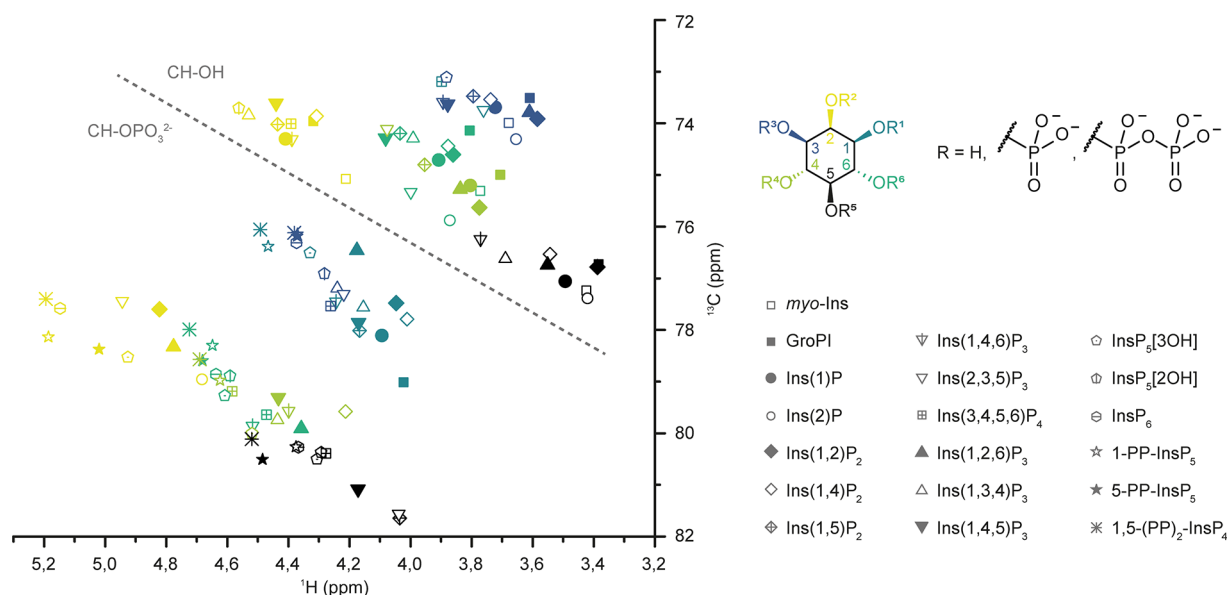 72
74
76
78
80
82
¹³C (ppm)
5,2 5,0 4,8 4,6 4,4 4,2 4,0 3,8 3,6 3,4 3,2
¹H (ppm)
CH-OH
CH-OPO₃²⁻
OR²
R³O OR¹
2
3 1
4 6
5
R⁴O OR⁶
OR⁵
R = H, P O⁻ O⁻ O , P O⁻ O O P O⁻ O⁻ O
myo-Ins
GroPI
Ins(1)P
Ins(2)P
Ins(1,2)P₂
Ins(1,4)P₂
Ins(1,5)P₂
Ins(1,4,6)P₃
Ins(2,3,5)P₃
Ins(3,4,5,6)P₄
Ins(1,2,6)P₃
Ins(1,3,4)P₃
Ins(1,4,5)P₃
InsP₅[3OH]
InsP₅[2OH]
InsP₆
1-PP-InsP₅
5-PP-InsP₅
1,5-(PP)₂-InsP₄